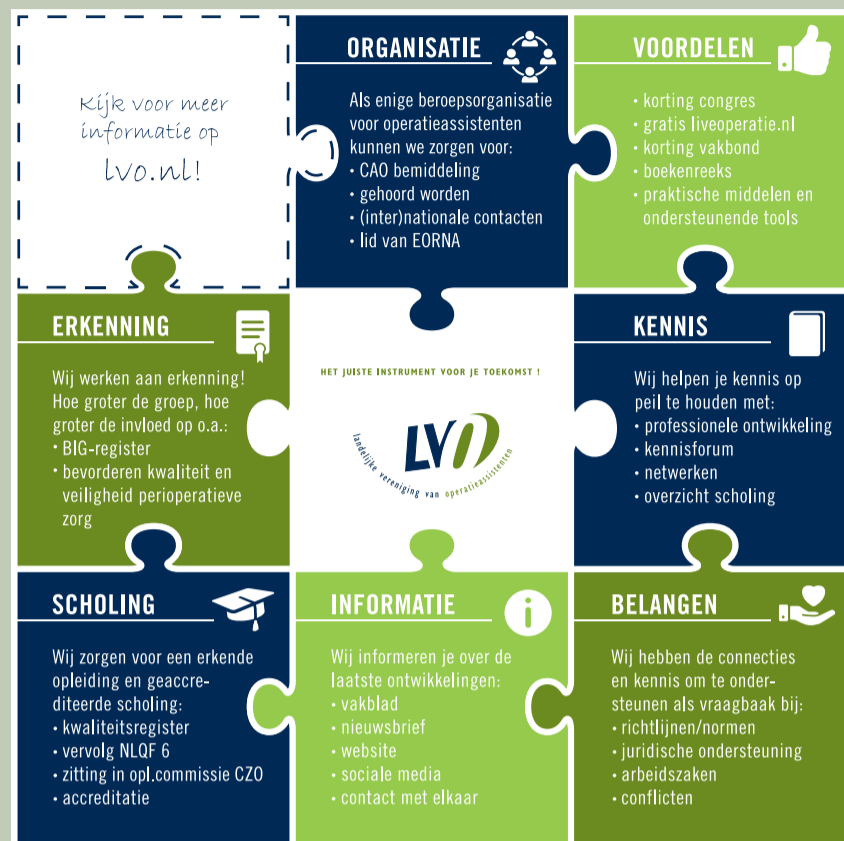 Kijk voor meer
informatie op
lvo.nl!
ORGANISATIE
Als enige beroepsorganisatie
voor operatieassistenten
kunnen we zorgen voor:
• CAO bemiddeling
• gehoord worden
• (inter)nationale contacten
• lid van EORNA
VOORDELEN
• korting congres
• gratis liveoperatie.nl
• korting vakbond
• boekenreeks
• praktische middelen en
ondersteunende tools
ERKENNING
Wij werken aan erkenning!
Hoe groter de groep, hoe
groter de invloed op o.a.:
• BIG-register
• bevorderen kwaliteit en
veiligheid perioperatieve
zorg
HET JUISTE INSTRUMENT VOOR JE TOEKOMST !
LVO
landelijke vereniging van operatieassistenten
KENNIS
Wij helpen je kennis op
peil te houden met:
• professionele ontwikkeling
• kennisforum
• netwerken
• overzicht scholing
SCHOLING
Wij zorgen voor een erkende
opleiding en geaccre-
diteerde scholing:
• kwaliteitsregister
• vervolg NLQF 6
• zitting in opl.commissie CZO
• accreditatie
INFORMATIE
i
Wij informeren je over de
laatste ontwikkelingen:
• vakblad
• nieuwsbrief
• website
• sociale media
• contact met elkaar
BELANGEN
Wij hebben de connecties
en kennis om te onder-
steunen als vraagbaak bij:
• richtlijnen/normen
• juridische ondersteuning
• arbeidszaken
• conflicten